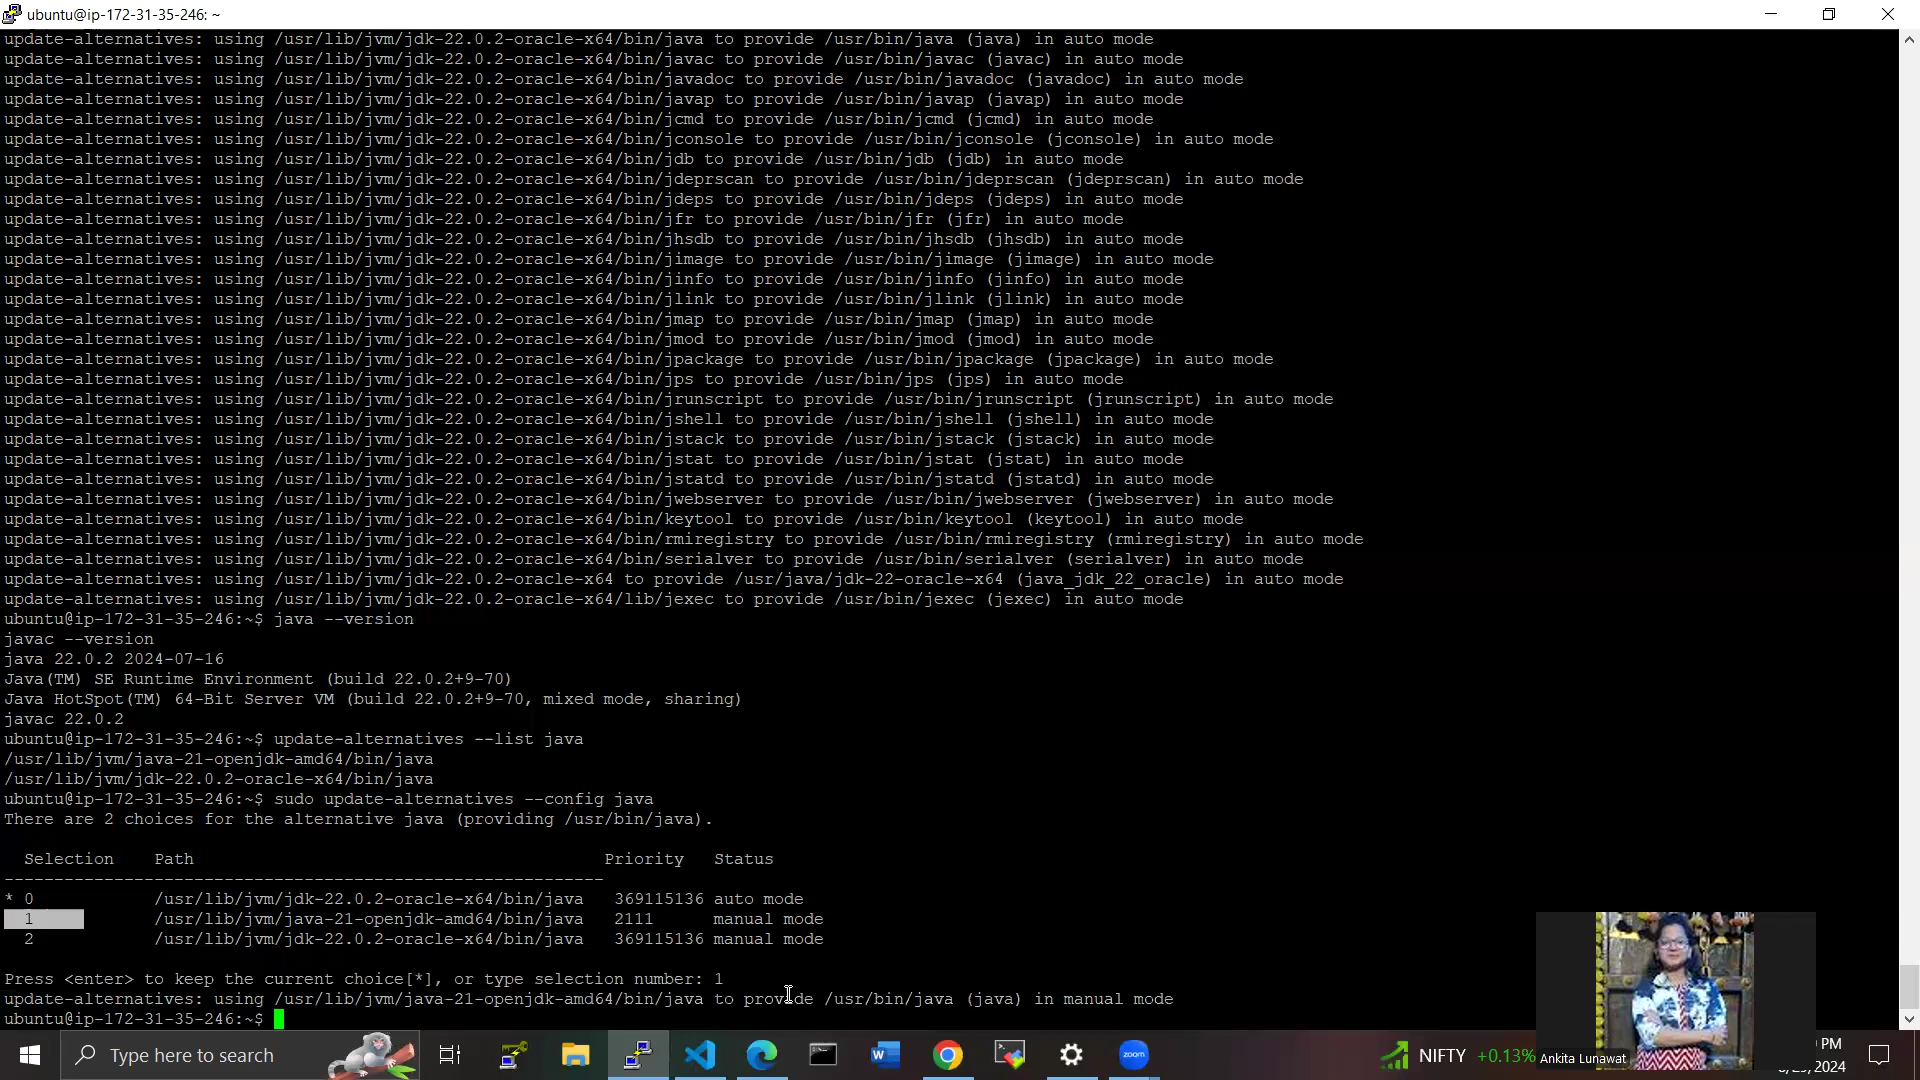 ubuntu@ip-172-31-35-246: ~
update-alternatives: using /usr/lib/jvm/jdk-22.0.2-oracle-x64/bin/java to provide /usr/bin/java (java) in auto mode
update-alternatives: using /usr/lib/jvm/jdk-22.0.2-oracle-x64/bin/javac to provide /usr/bin/javac (javac) in auto mode
update-alternatives: using /usr/lib/jvm/jdk-22.0.2-oracle-x64/bin/javadoc to provide /usr/bin/javadoc (javadoc) in auto mode
update-alternatives: using /usr/lib/jvm/jdk-22.0.2-oracle-x64/bin/javap to provide /usr/bin/javap (javap) in auto mode
update-alternatives: using /usr/lib/jvm/jdk-22.0.2-oracle-x64/bin/jcmd to provide /usr/bin/jcmd (jcmd) in auto mode
update-alternatives: using /usr/lib/jvm/jdk-22.0.2-oracle-x64/bin/jconsole to provide /usr/bin/jconsole (jconsole) in auto mode
update-alternatives: using /usr/lib/jvm/jdk-22.0.2-oracle-x64/bin/jdb to provide /usr/bin/jdb (jdb) in auto mode
update-alternatives: using /usr/lib/jvm/jdk-22.0.2-oracle-x64/bin/jdeprscan to provide /usr/bin/jdeprscan (jdeprscan) in auto mode
update-alternatives: using /usr/lib/jvm/jdk-22.0.2-oracle-x64/bin/jdeps to provide /usr/bin/jdeps (jdeps) in auto mode
update-alternatives: using /usr/lib/jvm/jdk-22.0.2-oracle-x64/bin/jfr to provide /usr/bin/jfr (jfr) in auto mode
update-alternatives: using /usr/lib/jvm/jdk-22.0.2-oracle-x64/bin/jhsdb to provide /usr/bin/jhsdb (jhsdb) in auto mode
update-alternatives: using /usr/lib/jvm/jdk-22.0.2-oracle-x64/bin/jimage to provide /usr/bin/jimage (jimage) in auto mode
update-alternatives: using /usr/lib/jvm/jdk-22.0.2-oracle-x64/bin/jinfo to provide /usr/bin/jinfo (jinfo) in auto mode
update-alternatives: using /usr/lib/jvm/jdk-22.0.2-oracle-x64/bin/jlink to provide /usr/bin/jlink (jlink) in auto mode
update-alternatives: using /usr/lib/jvm/jdk-22.0.2-oracle-x64/bin/jmap to provide /usr/bin/jmap (jmap) in auto mode
update-alternatives: using /usr/lib/jvm/jdk-22.0.2-oracle-x64/bin/jmod to provide /usr/bin/jmod (jmod) in auto mode
update-alternatives: using /usr/lib/jvm/jdk-22.0.2-oracle-x64/bin/jpackage to provide /usr/bin/jpackage (jpackage) in auto mode
update-alternatives: using /usr/lib/jvm/jdk-22.0.2-oracle-x64/bin/jps to provide /usr/bin/jps (jps) in auto mode
update-alternatives: using /usr/lib/jvm/jdk-22.0.2-oracle-x64/bin/jrunscript to provide /usr/bin/jrunscript (jrunscript) in auto mode
update-alternatives: using /usr/lib/jvm/jdk-22.0.2-oracle-x64/bin/jshell to provide /usr/bin/jshell (jshell) in auto mode
update-alternatives: using /usr/lib/jvm/jdk-22.0.2-oracle-x64/bin/jstack to provide /usr/bin/jstack (jstack) in auto mode
update-alternatives: using /usr/lib/jvm/jdk-22.0.2-oracle-x64/bin/jstat to provide /usr/bin/jstat (jstat) in auto mode
update-alternatives: using /usr/lib/jvm/jdk-22.0.2-oracle-x64/bin/jstatd to provide /usr/bin/jstatd (jstatd) in auto mode
update-alternatives: using /usr/lib/jvm/jdk-22.0.2-oracle-x64/bin/jwebserver to provide /usr/bin/jwebserver (jwebserver) in auto mode
update-alternatives: using /usr/lib/jvm/jdk-22.0.2-oracle-x64/bin/keytool to provide /usr/bin/keytool (keytool) in auto mode
update-alternatives: using /usr/lib/jvm/jdk-22.0.2-oracle-x64/bin/rmiregistry to provide /usr/bin/rmiregistry (rmiregistry) in auto mode
update-alternatives: using /usr/lib/jvm/jdk-22.0.2-oracle-x64/bin/serialver to provide /usr/bin/serialver (serialver) in auto mode
update-alternatives: using /usr/lib/jvm/jdk-22.0.2-oracle-x64 to provide /usr/java/jdk-22-oracle-x64 (java_jdk_22_oracle) in auto mode
update-alternatives: using /usr/lib/jvm/jdk-22.0.2-oracle-x64/lib/jexec to provide /usr/bin/jexec (jexec) in auto mode
ubuntu@ip-172-31-35-246:~$ java --version
javac --version
java 22.0.2 2024-07-16
Java(TM) SE Runtime Environment (build 22.0.2+9-70)
Java HotSpot(TM) 64-Bit Server VM (build 22.0.2+9-70, mixed mode, sharing)
javac 22.0.2
ubuntu@ip-172-31-35-246:~$ update-alternatives --list java
/usr/lib/jvm/java-21-openjdk-amd64/bin/java
/usr/lib/jvm/jdk-22.0.2-oracle-x64/bin/java
ubuntu@ip-172-31-35-246:~$ sudo update-alternatives --config java
There are 2 choices for the alternative java (providing /usr/bin/java).
Selection Path Priority Status
------------------------------------------------------------
* 0 /usr/lib/jvm/jdk-22.0.2-oracle-x64/bin/java 369115136 auto mode
1 /usr/lib/jvm/java-21-openjdk-amd64/bin/java 2111 manual mode
2 /usr/lib/jvm/jdk-22.0.2-oracle-x64/bin/java 369115136 manual mode
Press <enter> to keep the current choice[*], or type selection number: 1
update-alternatives: using /usr/lib/jvm/java-21-openjdk-amd64/bin/java to provide /usr/bin/java (java) in manual mode
ubuntu@ip-172-31-35-246:~$
Type here to search
zoom
NIFTY +0.13%
Ankita Lunawat
PM
2024